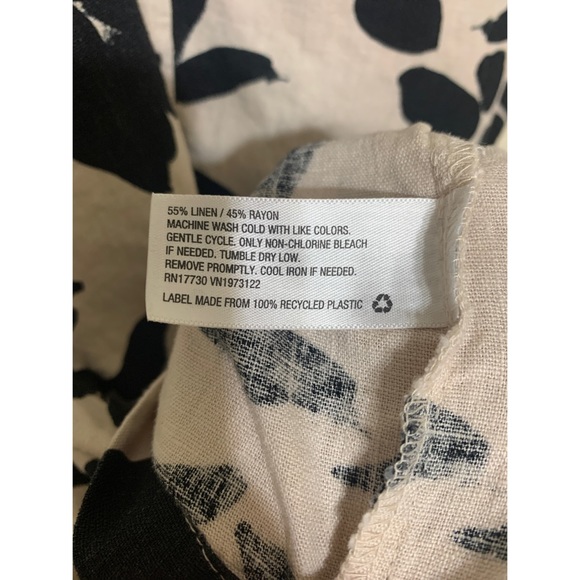 55% LINEN / 45% RAYON
MACHINE WASH COLD WITH LIKE COLORS.
GENTLE CYCLE. ONLY NON-CHLORINE BLEACH
IF NEEDED. TUMBLE DRY LOW.
REMOVE PROMPTLY. COOL IRON IF NEEDED.
RN17730 VN1973122
LABEL MADE FROM 100% RECYCLED PLASTIC